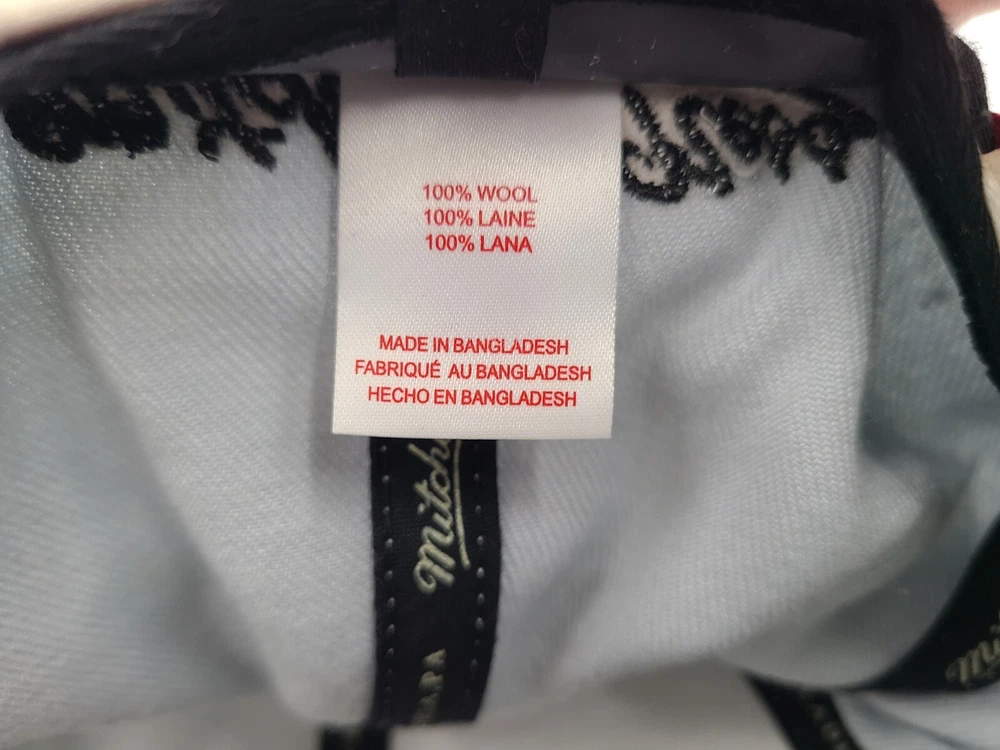 100% WOOL
100% LAINE
100% LANA
MADE IN BANGLADESH
FABRIQUÉ AU BANGLADESH
HECHO EN BANGLADESH